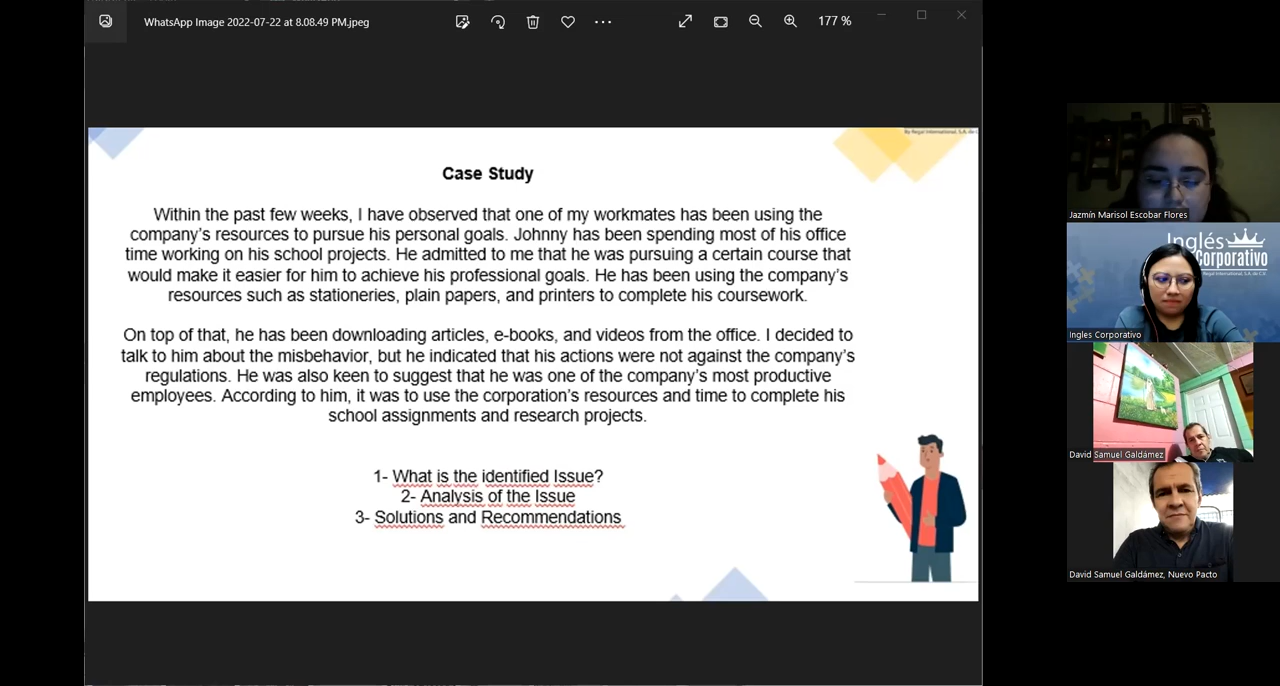 WhatsApp Image 2022-07-22 at 8.08.49 PM.jpeg
177 %
By Regal International, S.A. de C
Case Study
Within the past few weeks, I have observed that one of my workmates has been using the
company's resources to pursue his personal goals. Johnny has been spending most of his office
time working on his school projects. He admitted to me that he was pursuing a certain course that
would make it easier for him to achieve his professional goals. He has been using the company's
resources such as stationeries, plain papers, and printers to complete his coursework.
On top of that, he has been downloading articles, e-books, and videos from the office. I decided to
talk to him about the misbehavior, but he indicated that his actions were not against the company's
regulations. He was also keen to suggest that he was one of the company's most productive
employees. According to him, it was to use the corporation's resources and time to complete his
school assignments and research projects.
1- What is the identified Issue?
2- Analysis of the Issue
3- Solutions and Recommendations
Jazmín Marisol Escobar Flores
Inglés
Corporativo
Regal International, S.A. de C.V.
Ingles Corporativo
David Samuel Galdámez
David Samuel Galdámez, Nuevo Pacto